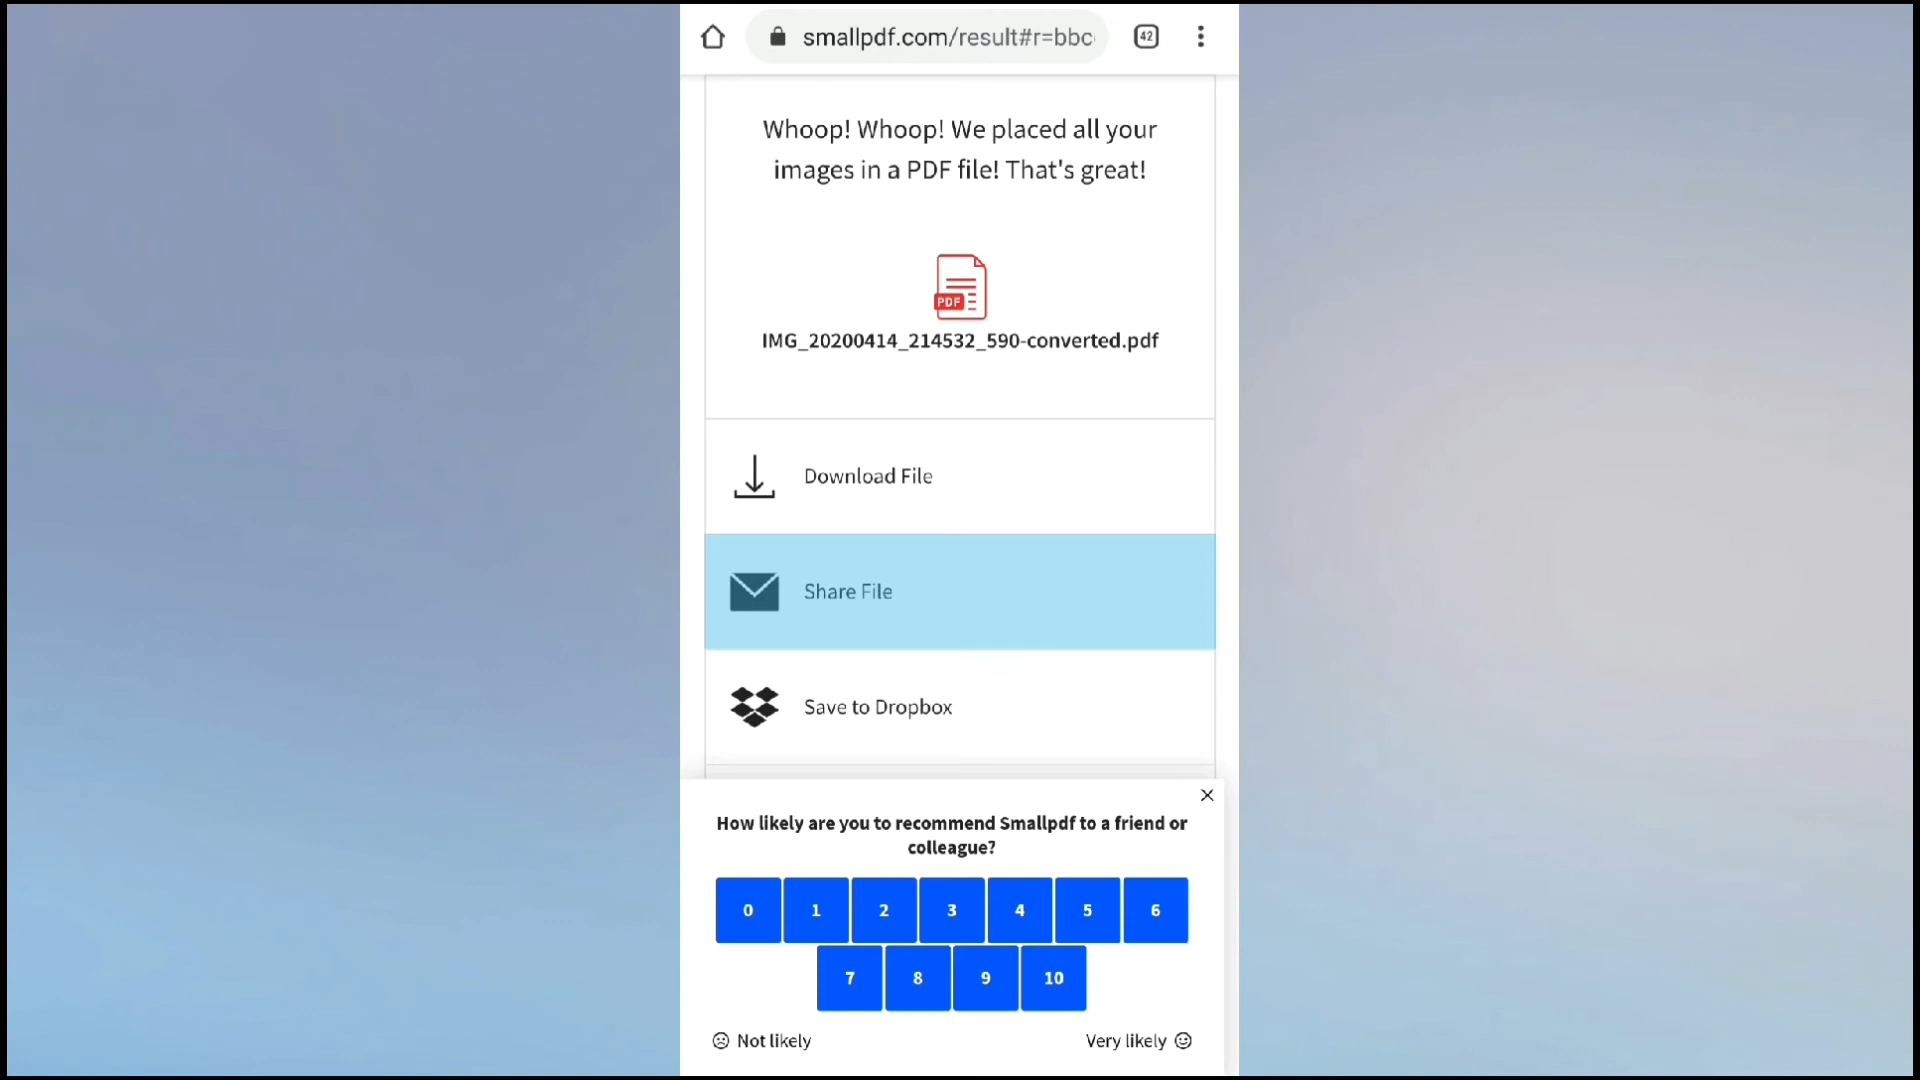 smallpdf.com/result#r=bbc
42
Whoop! Whoop! We placed all your
images in a PDF file! That's great!
PDF
IMG_20200414_214532_590-converted.pdf
Download File
Share File
Save to Dropbox
How likely are you to recommend Smallpdf to a friend or
colleague?
0 1 2 3 4 5 6
7 8 9 10
Not likely Very likely